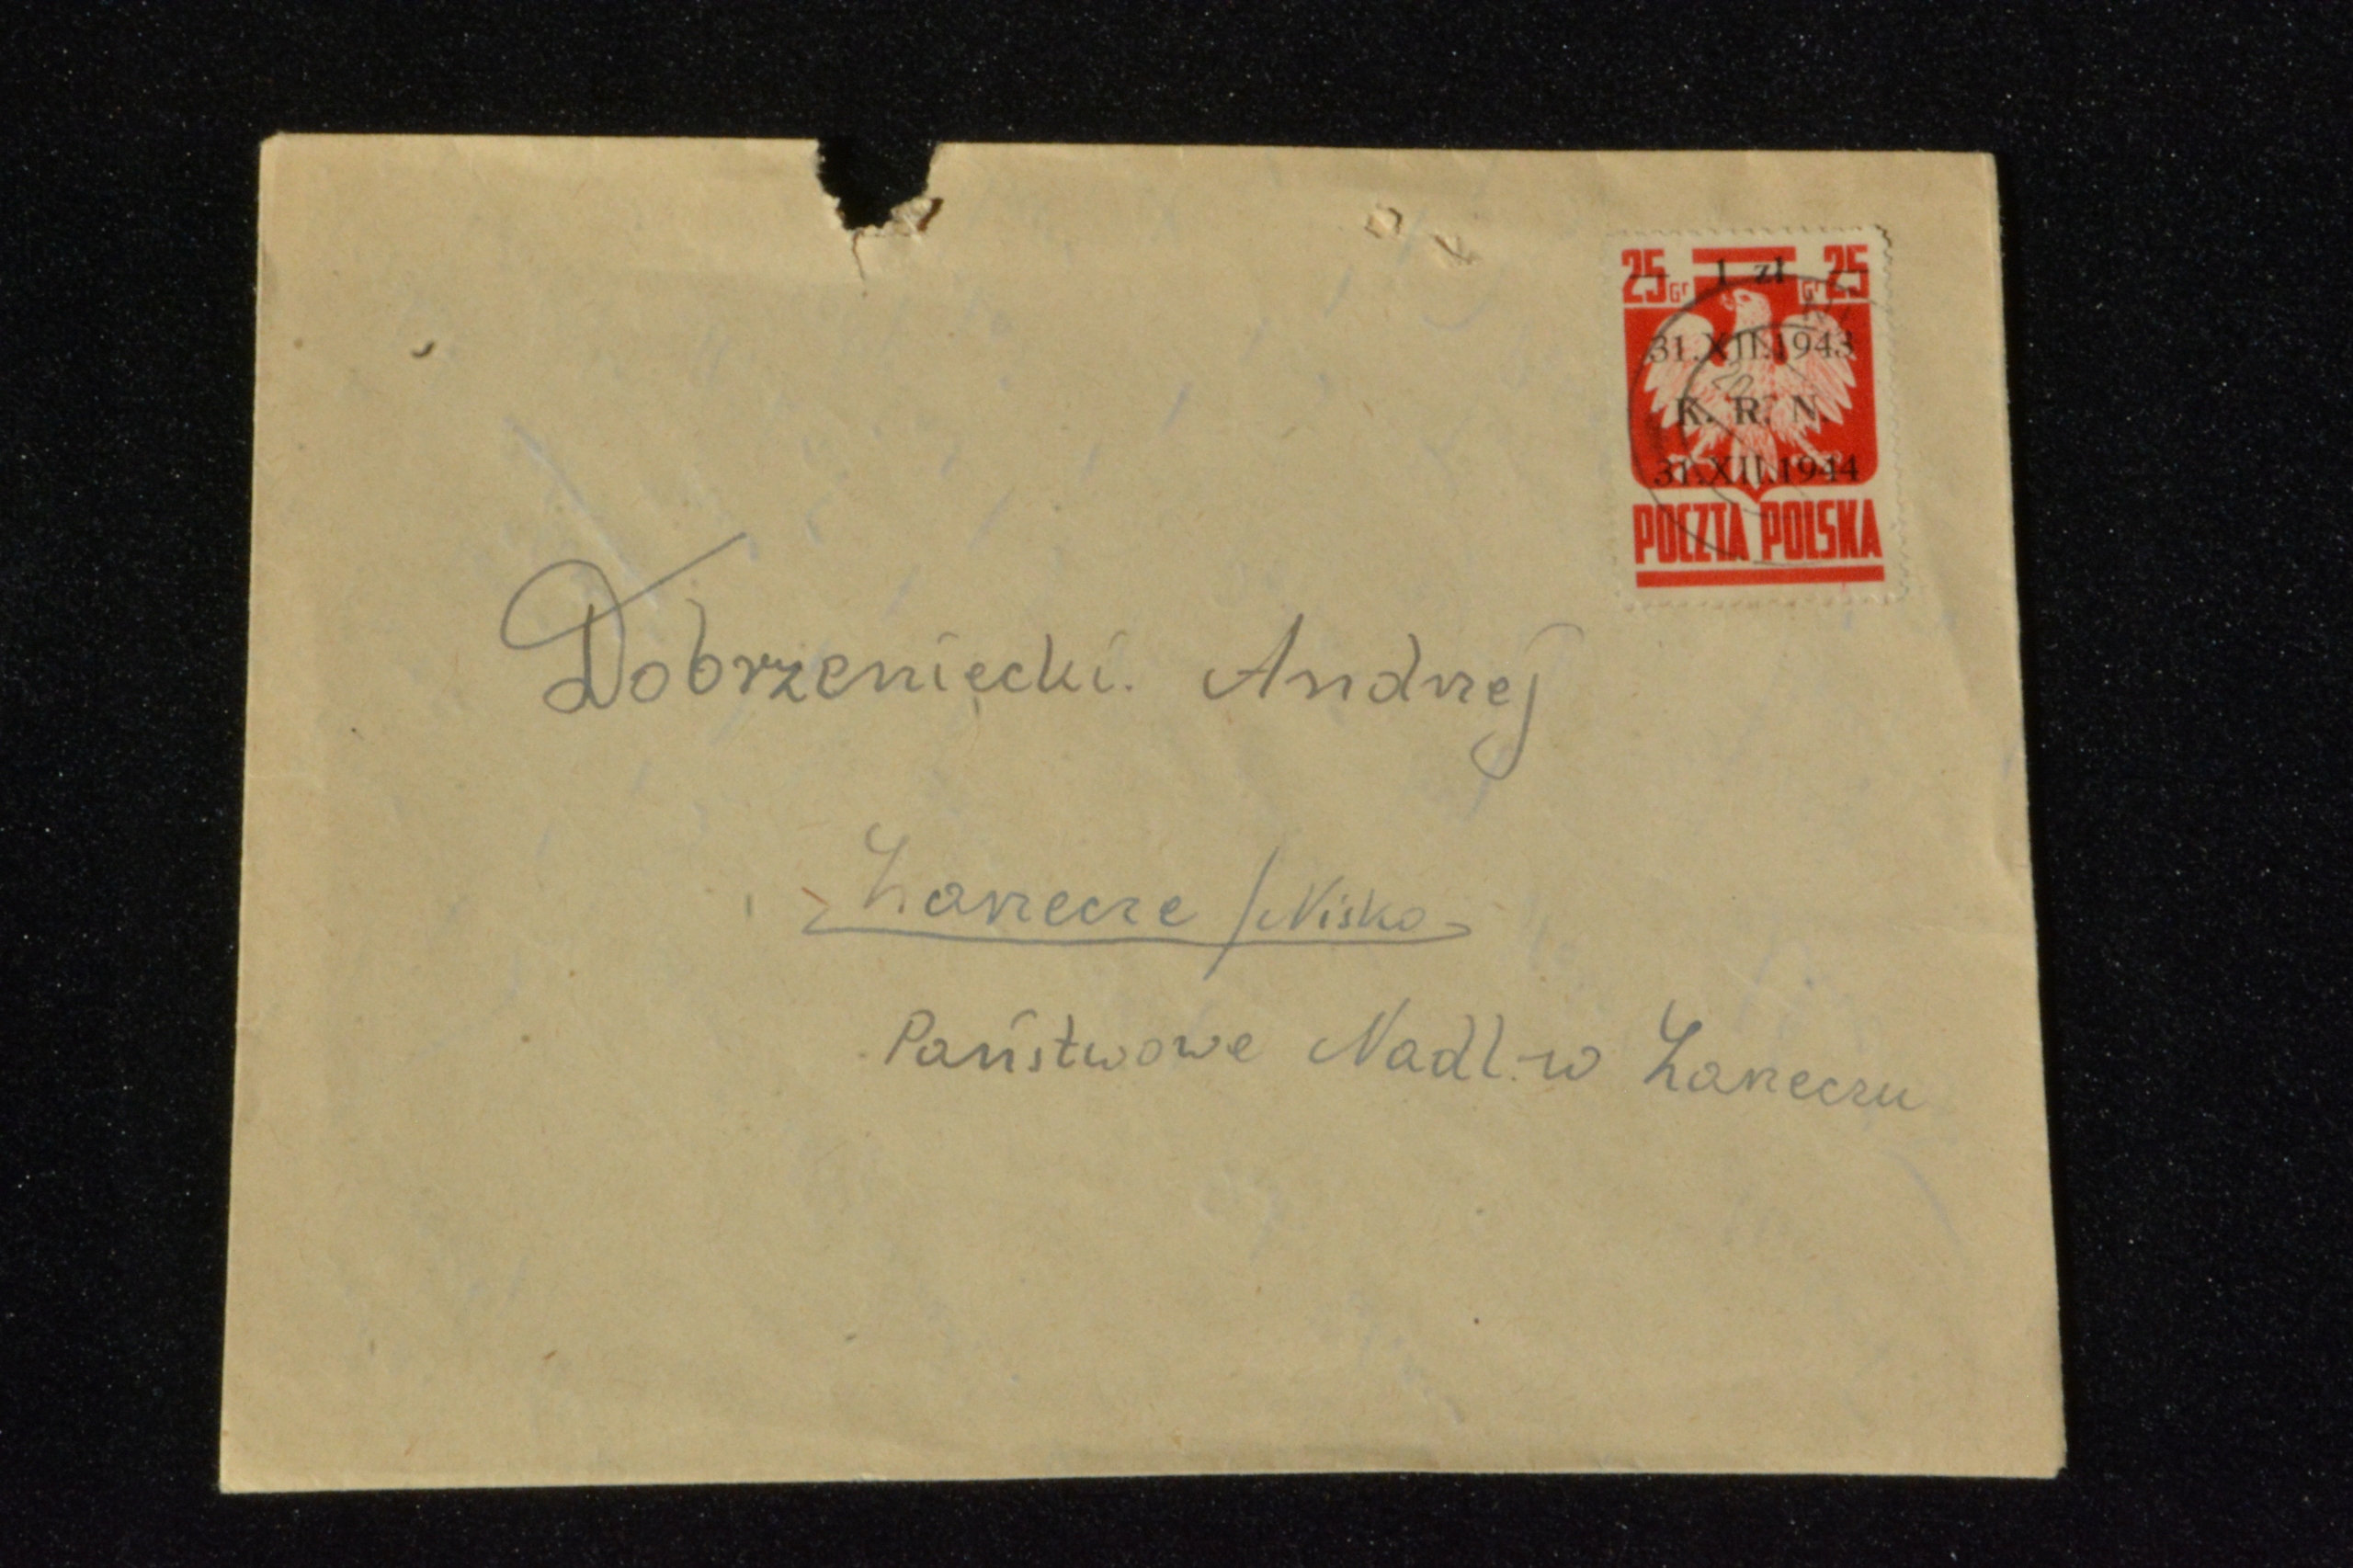 25 Gr 1 zł Gr 25
31.XII.1943
K. R. N.
31.XII.1944
POCZTA POLSKA
Dobrzeniecki. Andrzej
Zarzecze / Nisko
Państwowe Nadl-w Zarzeczu